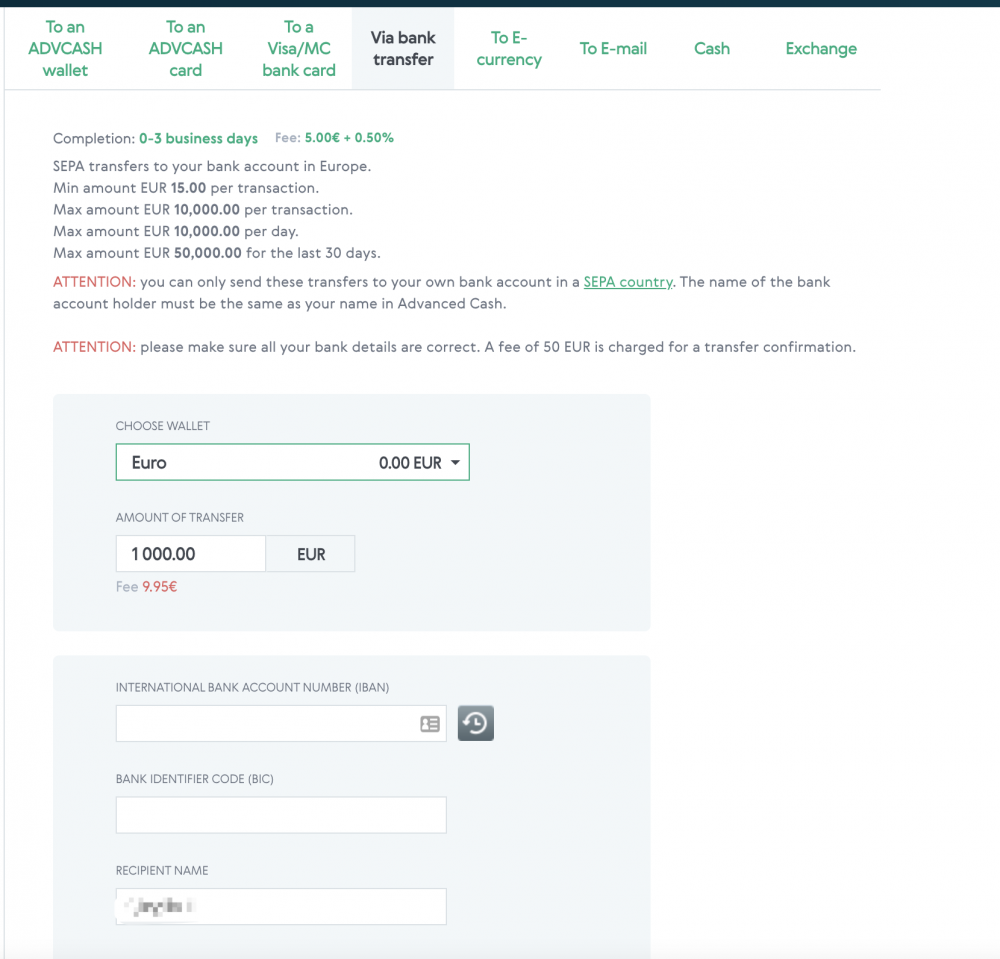 To an
ADVCASH
wallet
To an
ADVCASH
card
To a
Visa/MC
bank card
Via bank
transfer
To E-
currency
To E-mail
Cash
Exchange
Completion: 0-3 business days Fee: 5.00€ + 0.50%
SEPA transfers to your bank account in Europe.
Min amount EUR 15.00 per transaction.
Max amount EUR 10,000.00 per transaction.
Max amount EUR 10,000.00 per day.
Max amount EUR 50,000.00 for the last 30 days.
ATTENTION: you can only send these transfers to your own bank account in a SEPA country. The name of the bank
account holder must be the same as your name in Advanced Cash.
ATTENTION: please make sure all your bank details are correct. A fee of 50 EUR is charged for a transfer confirmation.
CHOOSE WALLET
Euro 0.00 EUR
AMOUNT OF TRANSFER
1 000.00 EUR
Fee 9.95€
INTERNATIONAL BANK ACCOUNT NUMBER (IBAN)
BANK IDENTIFIER CODE (BIC)
RECIPIENT NAME